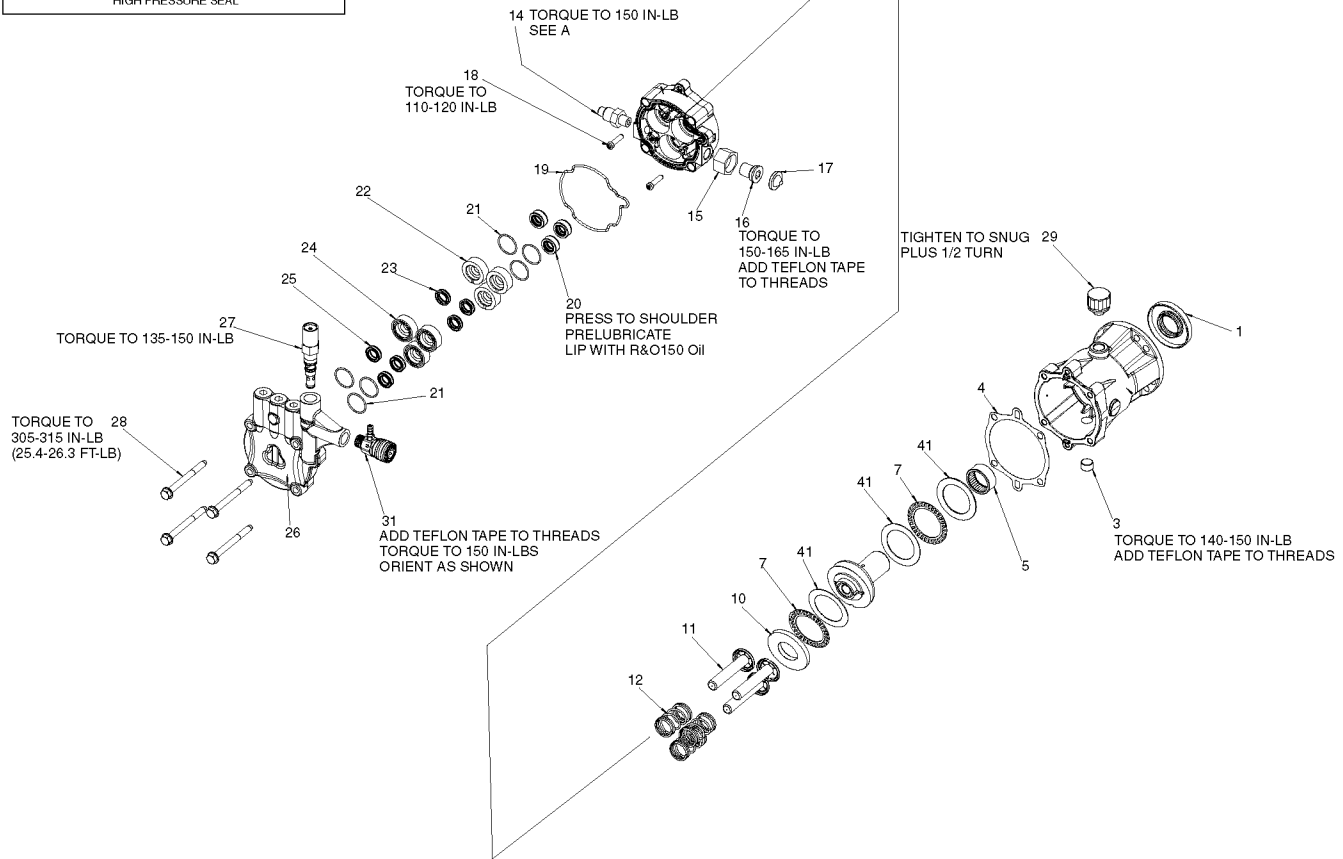 HIGH PRESSURE SEAL
14 TORQUE TO 150 IN-LB
SEE A
18
TORQUE TO
110-120 IN-LB
19
17
15
16
TORQUE TO
150-165 IN-LB
ADD TEFLON TAPE
TO THREADS
22
21
24
23
25
20
PRESS TO SHOULDER
PRELUBRICATE
LIP WITH R&O150 Oil
27
TORQUE TO 135-150 IN-LB
21
TORQUE TO 28
305-315 IN-LB
(25.4-26.3 FT-LB)
26
31
ADD TEFLON TAPE TO THREADS
TORQUE TO 150 IN-LBS
ORIENT AS SHOWN
TIGHTEN TO SNUG 29
PLUS 1/2 TURN
1
4
41
7
41
3
TORQUE TO 140-150 IN-LB
ADD TEFLON TAPE TO THREADS
5
41
7
10
11
12